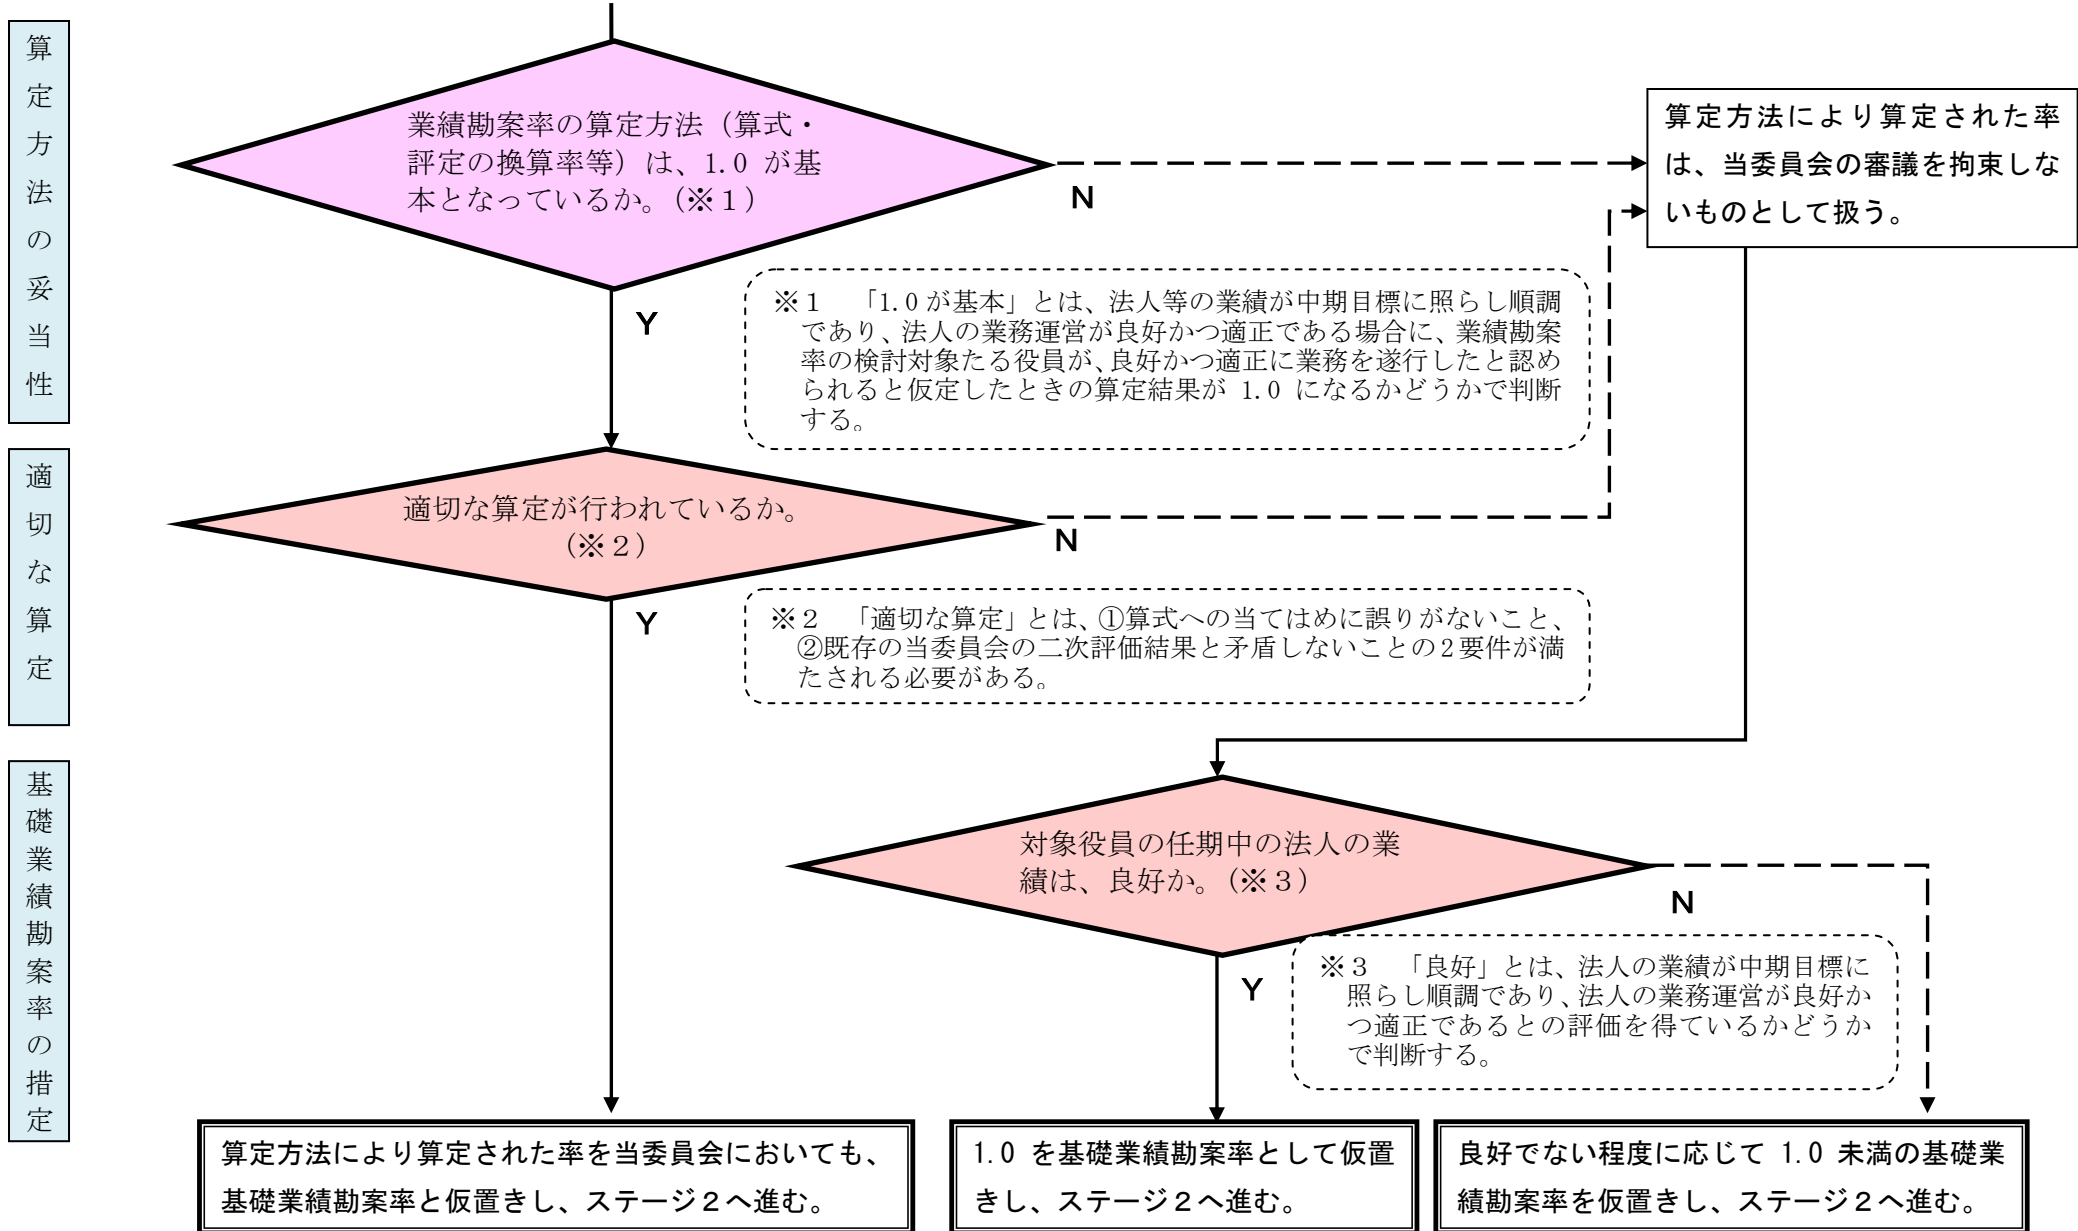 算定方法の妥当性
業績勘案率の算定方法（算式・
評定の換算率等）は、1.0 が基
本となっているか。（※１）
N
Y
算定方法により算定された率
は、当委員会の審議を拘束しな
いものとして扱う。
※１　「1.0が基本」とは、法人等の業績が中期目標に照らし順調
であり、法人の業務運営が良好かつ適正である場合に、業績勘案
率の検討対象たる役員が、良好かつ適正に業務を遂行したと認め
られると仮定したときの算定結果が 1.0 になるかどうかで判断
する。
適切な算定
適切な算定が行われているか。
（※２）
N
Y
※２　「適切な算定」とは、①算式への当てはめに誤りがないこと、
②既存の当委員会の二次評価結果と矛盾しないことの2要件が満
たされる必要がある。
基礎業績勘案率の措定
対象役員の任期中の法人の業
績は、良好か。（※３）
N
Y
※３　「良好」とは、法人の業績が中期目標に
照らし順調であり、法人の業務運営が良好か
つ適正であるとの評価を得ているかどうか
で判断する。
算定方法により算定された率を当委員会においても、
基礎業績勘案率と仮置きし、ステージ２へ進む。
1.0 を基礎業績勘案率として仮置
きし、ステージ２へ進む。
良好でない程度に応じて 1.0 未満の基礎業
績勘案率を仮置きし、ステージ２へ進む。